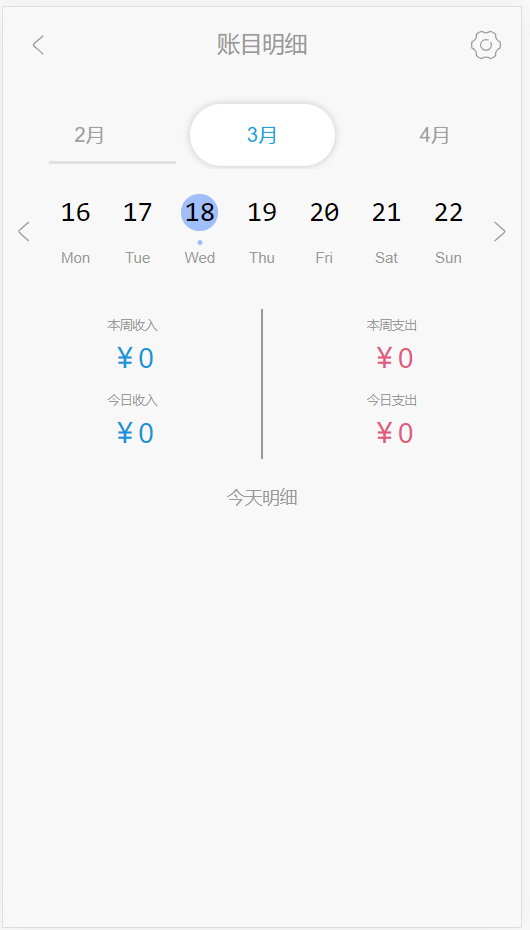 账目明细
2月 3月 4月
16 17 18 19 20 21 22
Mon Tue Wed Thu Fri Sat Sun
本周收入 本周支出
¥0 ¥0
今日收入 今日支出
¥0 ¥0
今天明细